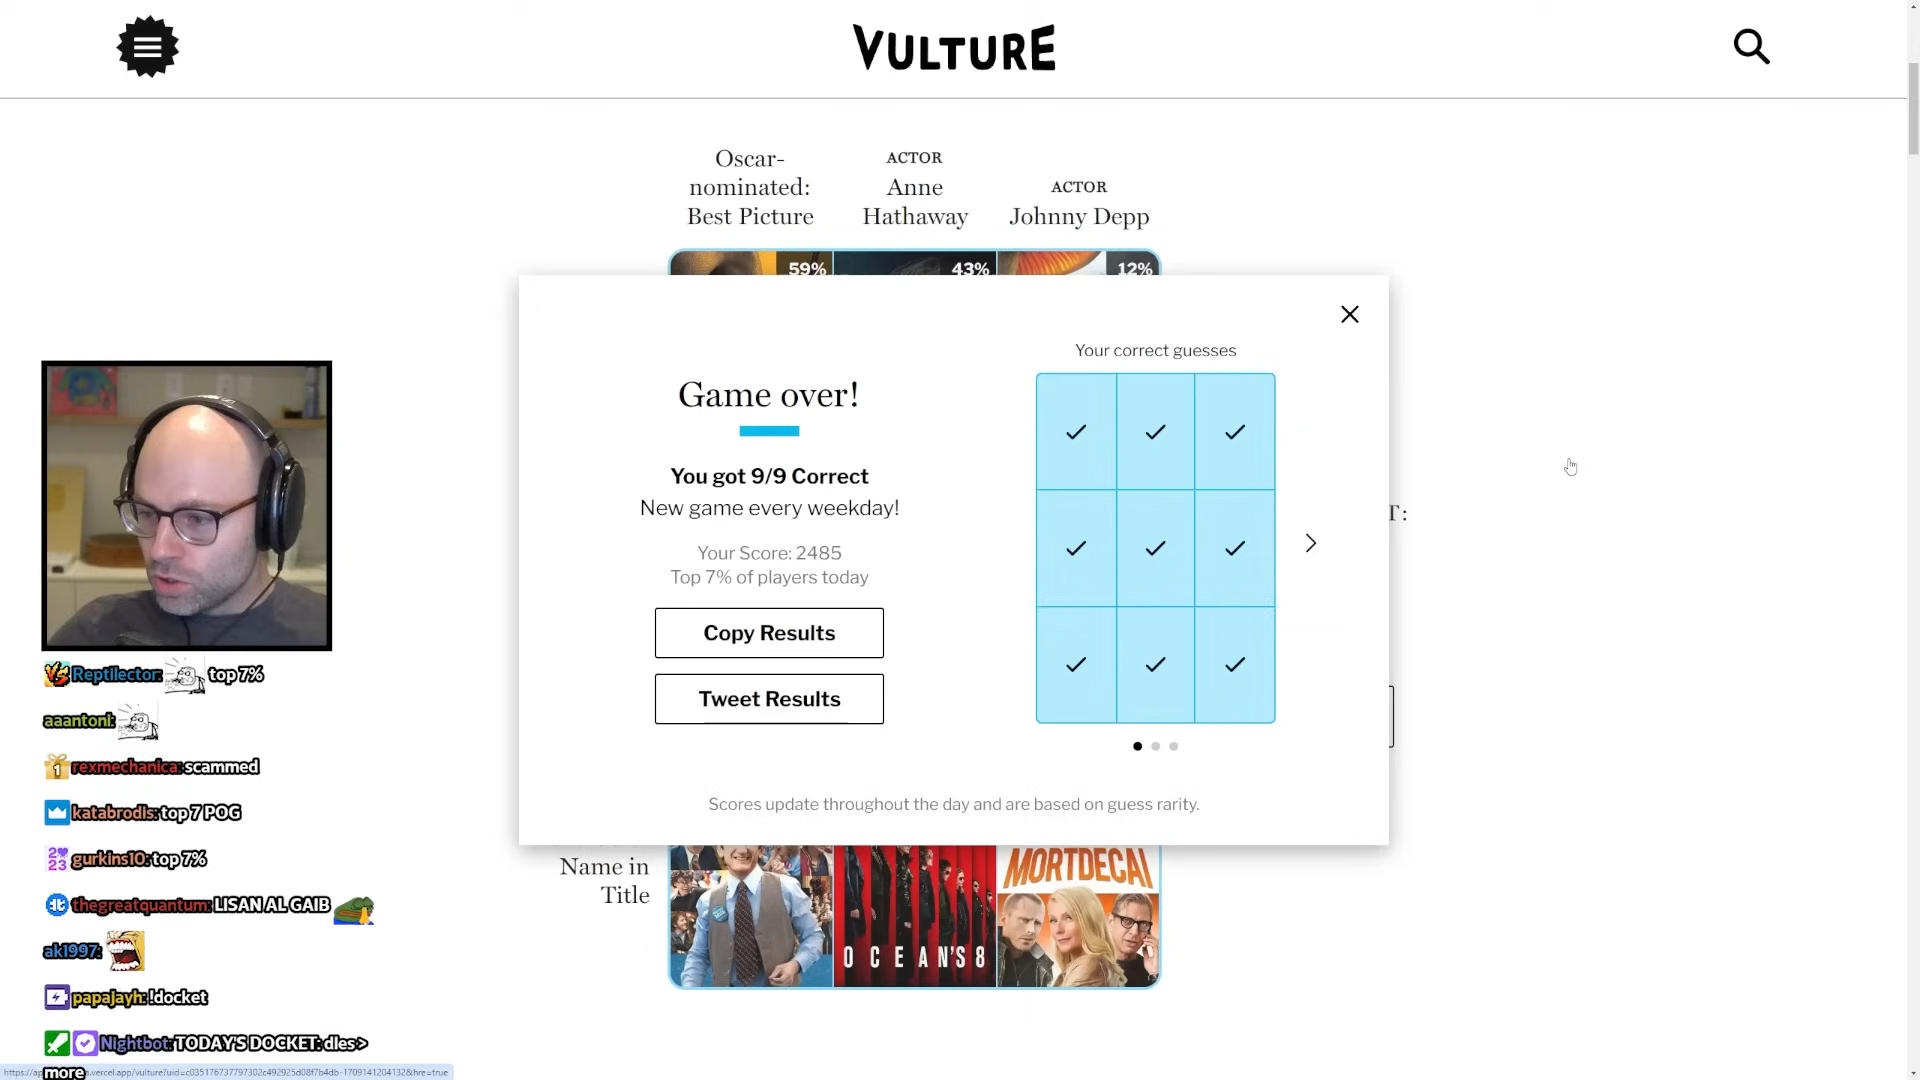 VULTURE
Oscar-
nominated:
Best Picture
ACTOR
Anne
Hathaway
ACTOR
Johnny Depp
59%
43%
12%
Game over!
You got 9/9 Correct
New game every weekday!
Your Score: 2485
Top 7% of players today
Copy Results
Tweet Results
Your correct guesses
Scores update throughout the day and are based on guess rarity.
T:
Name in
Title
OCEAN'S 8
MORTDECAI
Reptilector: top 7%
aaantoni:
1 rexmechanica: scammed
katabrodis: top 7 POG
2023 gurkins10: top 7%
thegreatquantum: LISAN AL GAIB
ak1997:
papajayh: !docket
Nightbot: TODAY'S DOCKET: dles >
more